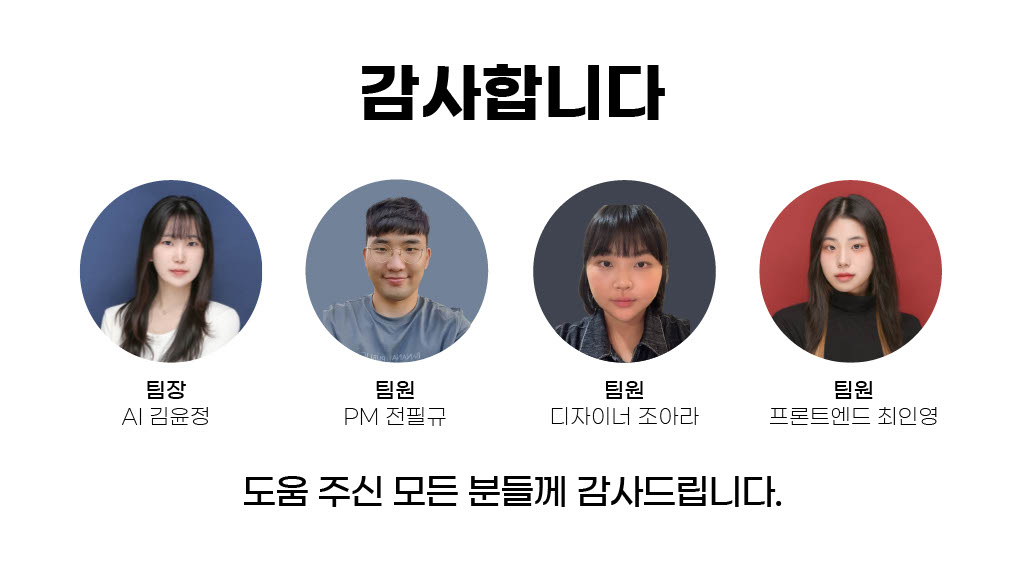 감사합니다
팀장
AI 김윤정
팀원
PM 전필규
팀원
디자이너 조아라
팀원
프론트엔드 최인영
도움 주신 모든 분들께 감사드립니다.